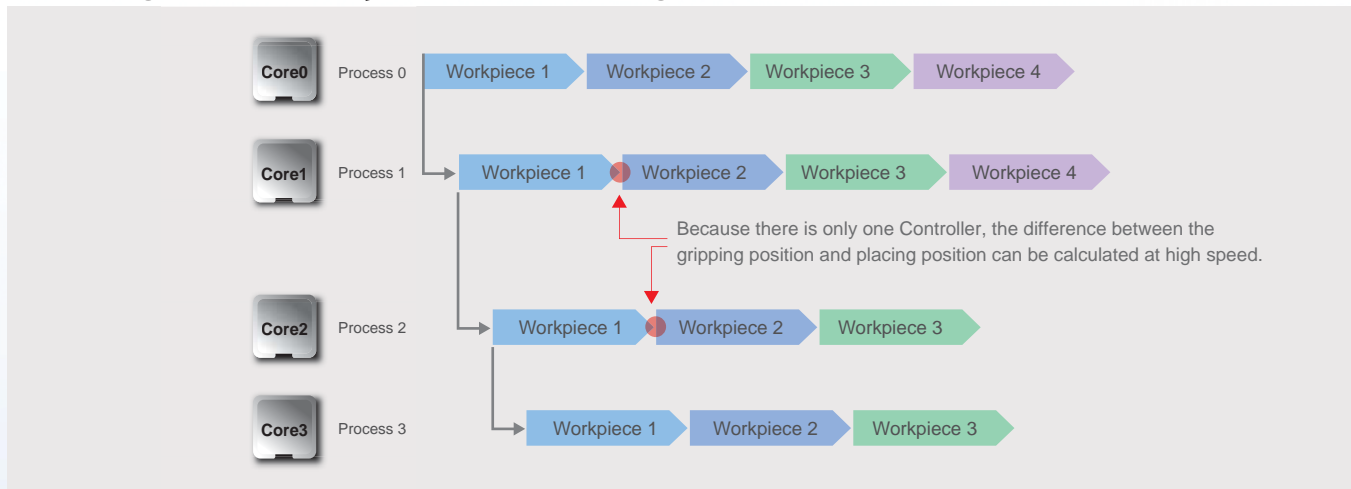 Core0 Process 0 Workpiece 1 Workpiece 2 Workpiece 3 Workpiece 4
Core1 Process 1 Workpiece 1 Workpiece 2 Workpiece 3 Workpiece 4
Because there is only one Controller, the difference between the
gripping position and placing position can be calculated at high speed.
Core2 Process 2 Workpiece 1 Workpiece 2 Workpiece 3
Core3 Process 3 Workpiece 1 Workpiece 2 Workpiece 3